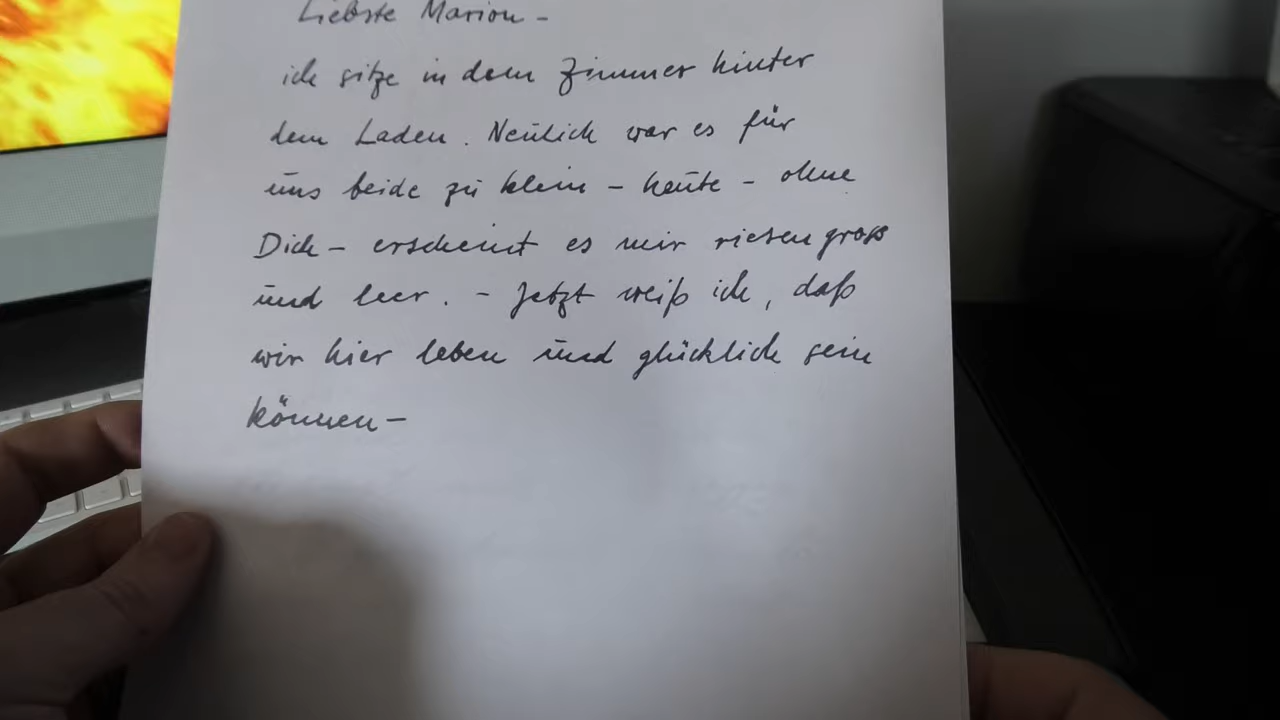 Liebste Marion -
ich sitze in dem Zimmer hinter
dem Laden. Neulich war es für
uns beide zu klein - heute - ohne
Dich - erscheint es mir riesengross
und leer. - Jetzt weiß ich, daß
wir hier leben und glücklich sein
können -